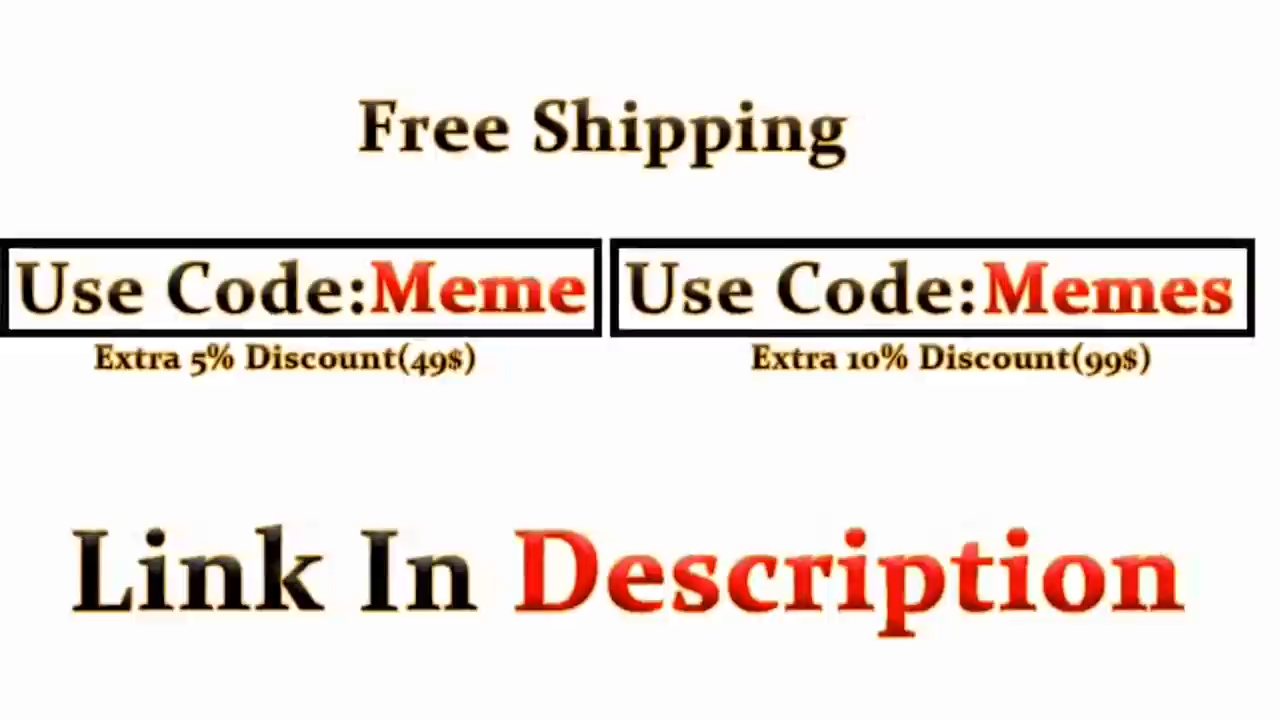 Free Shipping
Use Code:Meme
Extra 5% Discount(49$)
Use Code:Memes
Extra 10% Discount(99$)
Link In Description